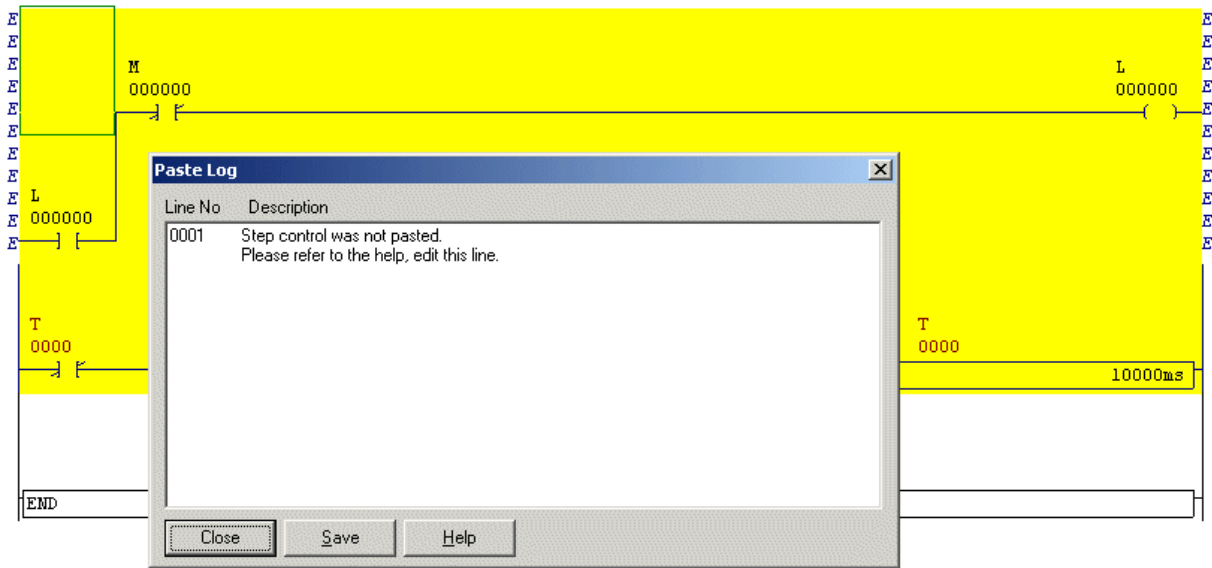 E E
E E
E M L E
E 000000 000000 E
E E
E E
E E
E E
E L E
E 000000 E
E E
Paste Log
Line No Description
0001 Step control was not pasted.
Please refer to the help, edit this line.
T T
0000 0000
10000ms
END
Close Save Help